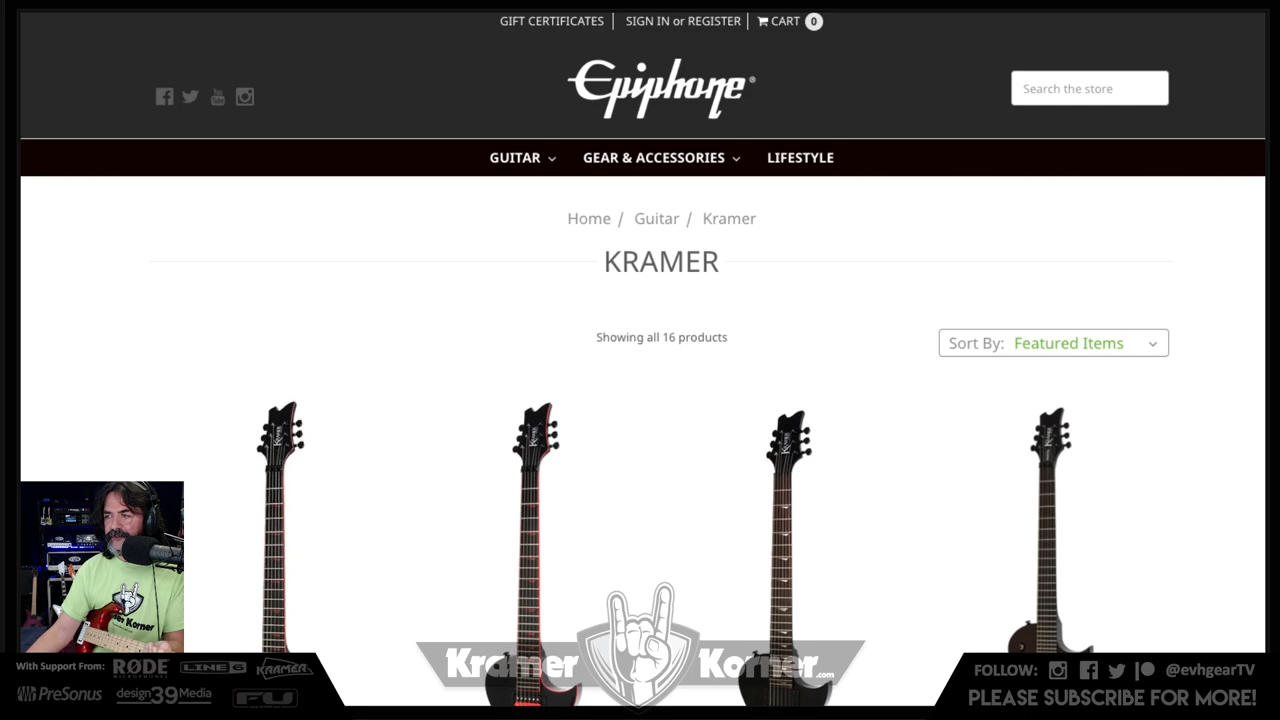 GIFT CERTIFICATES
SIGN IN or REGISTER
CART 0
Epiphone
Search the store
GUITAR
GEAR & ACCESSORIES
LIFESTYLE
Home / Guitar / Kramer
KRAMER
Showing all 16 products
Sort By: Featured Items
Kramer Korner.com
Korner
With Support From: RØDE MICROPHONES LINE 6 KRAMER
PreSonus design39Media FU
FOLLOW: @evhgearTV
PLEASE SUBSCRIBE FOR MORE!